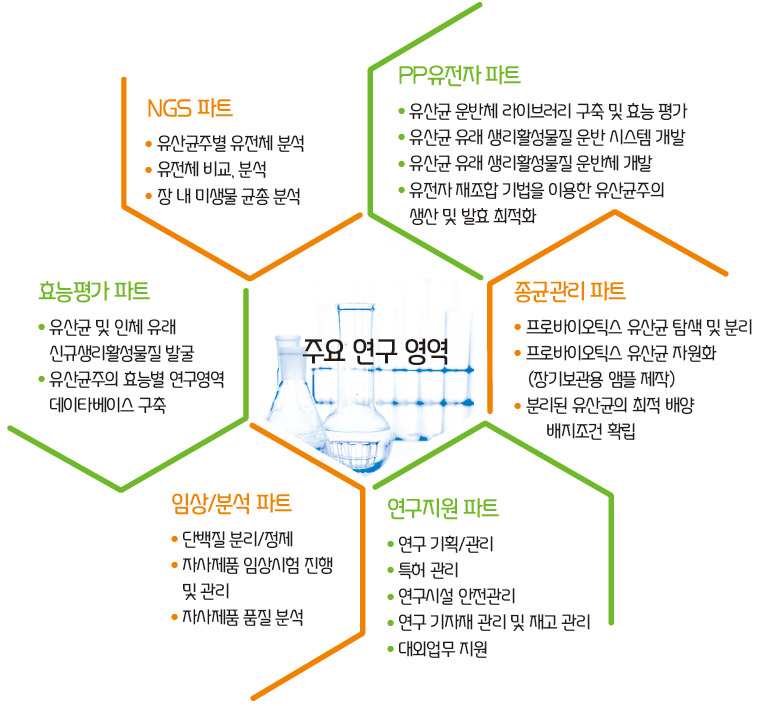 NGS 파트
• 유산균주별 유전체 분석
• 유전체 비교, 분석
• 장 내 미생물 균총 분석
PP유전자 파트
• 유산균 운반체 라이브러리 구축 및 효능 평가
• 유산균 유래 생리활성물질 운반 시스템 개발
• 유산균 유래 생리활성물질 운반체 개발
• 유전자 재조합 기법을 이용한 유산균주의
생산 및 발효 최적화
효능평가 파트
• 유산균 및 인체 유래
신규생리활성물질 발굴
• 유산균주의 효능별 연구영역
데이타베이스 구축
주요 연구 영역
종균관리 파트
• 프로바이오틱스 유산균 탐색 및 분리
• 프로바이오틱스 유산균 자원화
(장기보관용 앰플 제작)
• 분리된 유산균의 최적 배양
배지조건 확립
임상/분석 파트
• 단백질 분리/정제
• 자사제품 임상시험 진행
및 관리
• 자사제품 품질 분석
연구지원 파트
• 연구 기획/관리
• 특허 관리
• 연구시설 안전관리
• 연구 기자재 관리 및 재고 관리
• 대외업무 지원